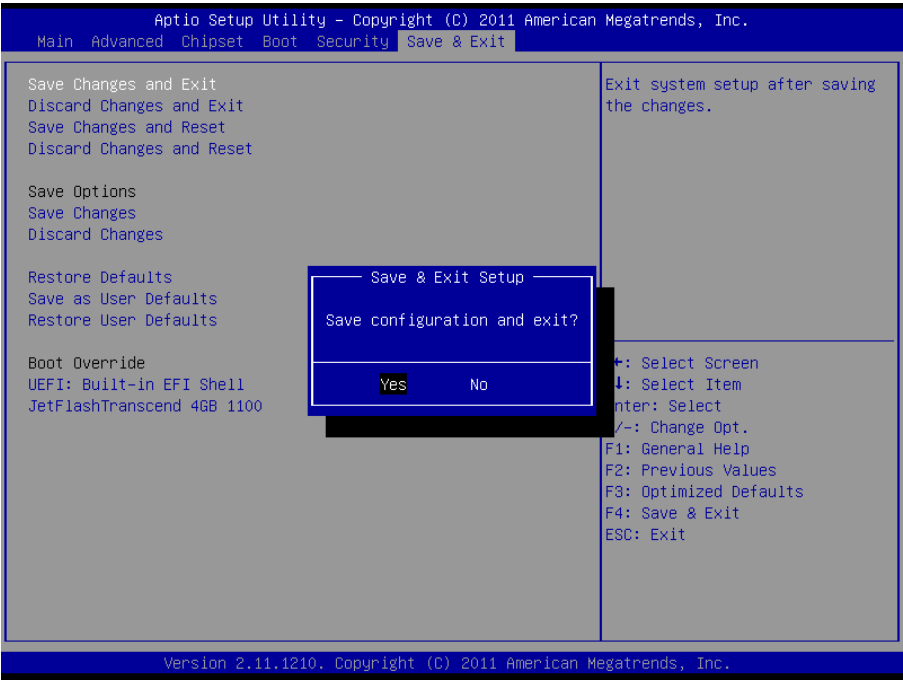 Aptio Setup Utility – Copyright (C) 2011 American Megatrends, Inc.
Main Advanced Chipset Boot Security Save & Exit
Save Changes and Exit
Discard Changes and Exit
Save Changes and Reset
Discard Changes and Reset
Save Options
Save Changes
Discard Changes
Restore Defaults
Save as User Defaults
Restore User Defaults
Boot Override
UEFI: Built-in EFI Shell
JetFlashTranscend 4GB 1100
Save & Exit Setup
Save configuration and exit?
Yes No
Exit system setup after saving
the changes.
: Select Screen
: Select Item
nter: Select
/-: Change Opt.
F1: General Help
F2: Previous Values
F3: Optimized Defaults
F4: Save & Exit
ESC: Exit
Version 2.11.1210. Copyright (C) 2011 American Megatrends, Inc.